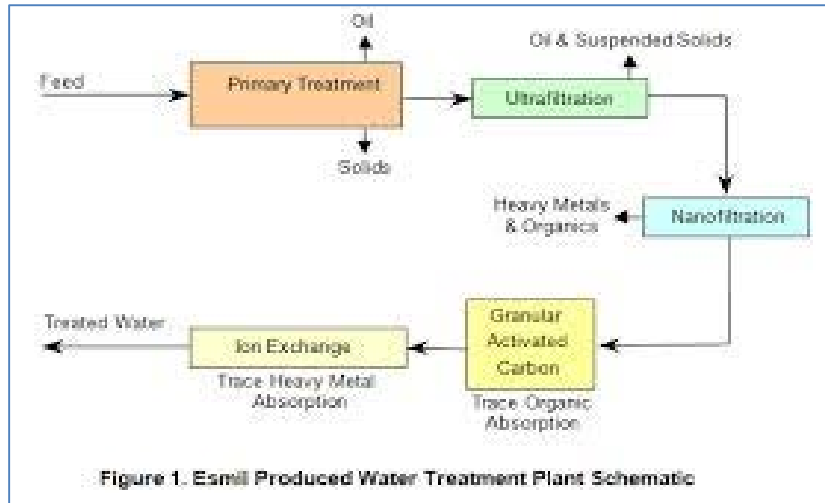 Oil
Oil & Suspended Solids
Feed
Primary Treatment
Ultrafiltration
Solids
Heavy Metals
& Organics
Nanofiltration
Treated Water
Ion Exchange
Trace Heavy Metal
Absorption
Granular
Activated
Carbon
Trace Organic
Absorption
Figure 1. Esmil Produced Water Treatment Plant Schematic